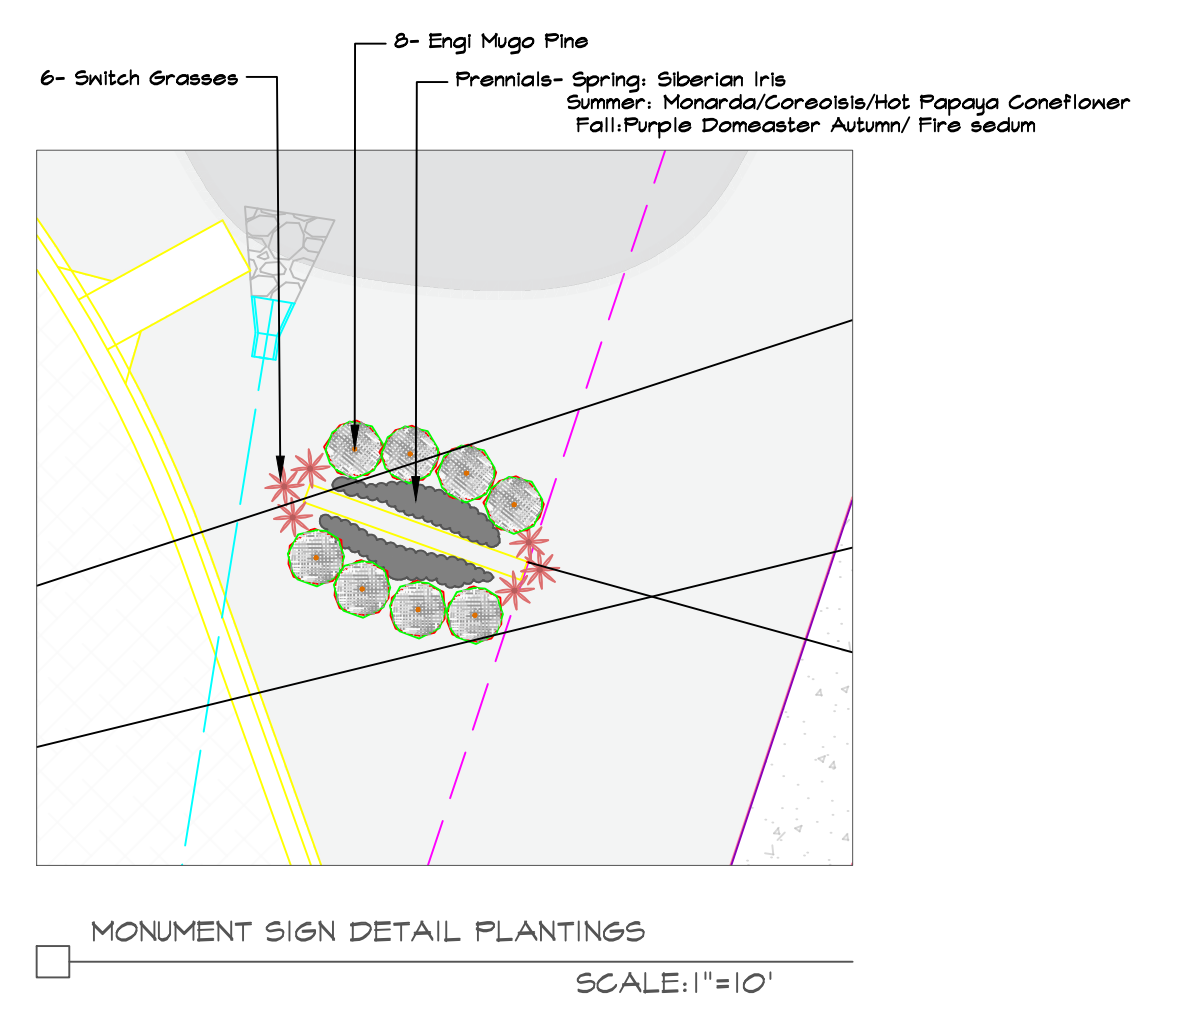 8- Engi Mugo Pine
6- Switch Grasses
Prennials- Spring: Siberian Iris
Summer: Monarda/Coreoisis/Hot Papaya Coneflower
Fall:Purple Domeaster Autumn/ Fire sedum
MONUMENT SIGN DETAIL PLANTINGS
SCALE:1"=10'